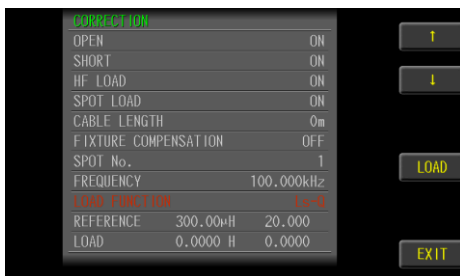 CORRECTION
OPEN ON
SHORT ON
HF LOAD ON
SPOT LOAD ON
CABLE LENGTH 0m
FIXTURE COMPENSATION OFF
SPOT No. 1
FREQUENCY 100.000kHz
LOAD FUNCTION Ls-Q
REFERENCE 300.00μH 20.000
LOAD 0.0000 H 0.0000
↑
↓
LOAD
EXIT